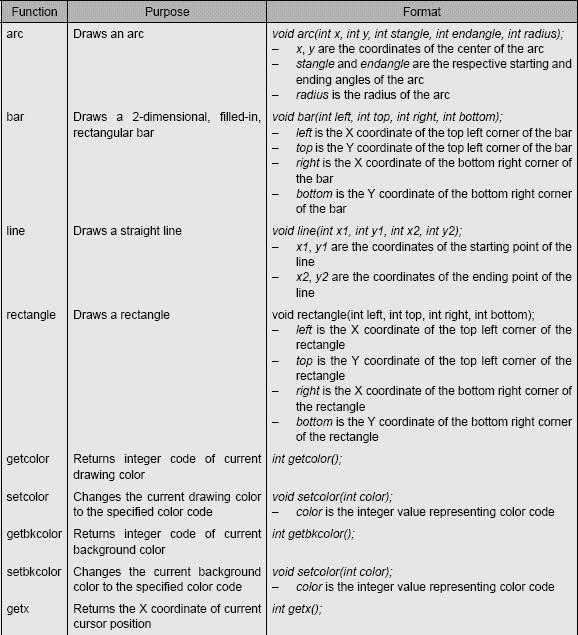 Function Purpose Format
arc Draws an arc void arc(int x, int y, int stangle, int endangle, int radius);
– x, y are the coordinates of the center of the arc
– stangle and endangle are the respective starting and
ending angles of the arc
– radius is the radius of the arc
bar Draws a 2-dimensional, filled-in, void bar(int left, int top, int right, int bottom);
rectangular bar – left is the X coordinate of the top left corner of the bar
– top is the Y coordinate of the top left corner of the bar
– right is the X coordinate of the bottom right corner of
the bar
– bottom is the Y coordinate of the bottom right corner
of the bar
line Draws a straight line void line(int x1, int y1, int x2, int y2);
– x1, y1 are the coordinates of the starting point of the
line
– x2, y2 are the coordinates of the ending point of the
line
rectangle Draws a rectangle void rectangle(int left, int top, int right, int bottom);
– left is the X coordinate of the top left corner of the
rectangle
– top is the Y coordinate of the top left corner of the
rectangle
– right is the X coordinate of the bottom right corner of
the rectangle
– bottom is the Y coordinate of the bottom right corner
of the rectangle
getcolor Returns integer code of current int getcolor();
drawing color
setcolor Changes the current drawing color void setcolor(int color);
to the specified color code – color is the integer value representing color code
getbkcolor Returns integer code of current int getbkcolor();
background color
setbkcolor Changes the current background void setcolor(int color);
color to the specified color code – color is the integer value representing color code
getx Returns the X coordinate of current int getx();
cursor position